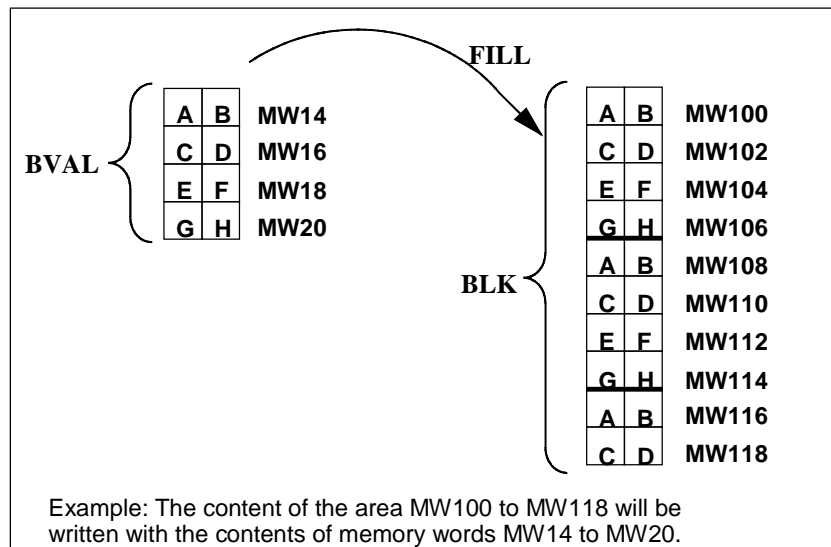 FILL
A B MW14
C D MW16
BVAL
E F MW18
G H MW20
A B MW100
C D MW102
E F MW104
G H MW106
A B MW108
BLK
C D MW110
E F MW112
G H MW114
A B MW116
C D MW118
Example: The content of the area MW100 to MW118 will be
written with the contents of memory words MW14 to MW20.